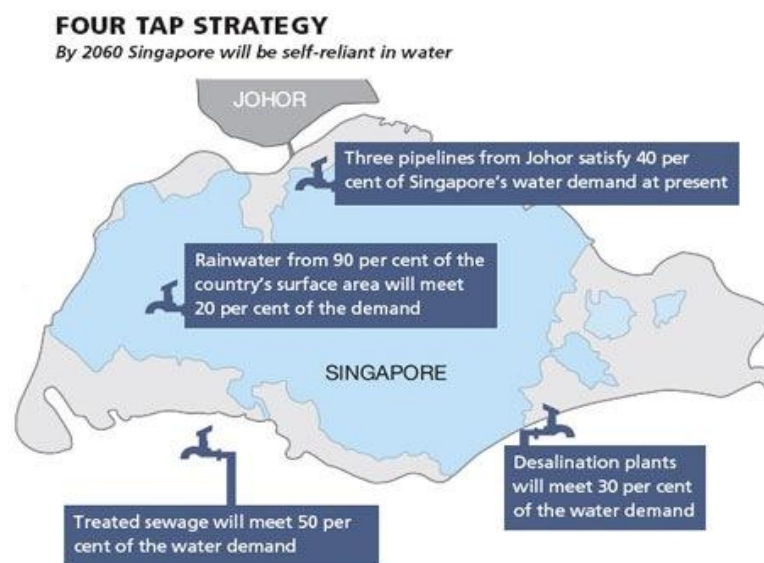 FOUR TAP STRATEGY
By 2060 Singapore will be self-reliant in water
JOHOR
Three pipelines from Johor satisfy 40 per
cent of Singapore's water demand at present
Rainwater from 90 per cent of the
country's surface area will meet
20 per cent of the demand
SINGAPORE
Desalination plants
will meet 30 per cent
of the water demand
Treated sewage will meet 50 per
cent of the water demand